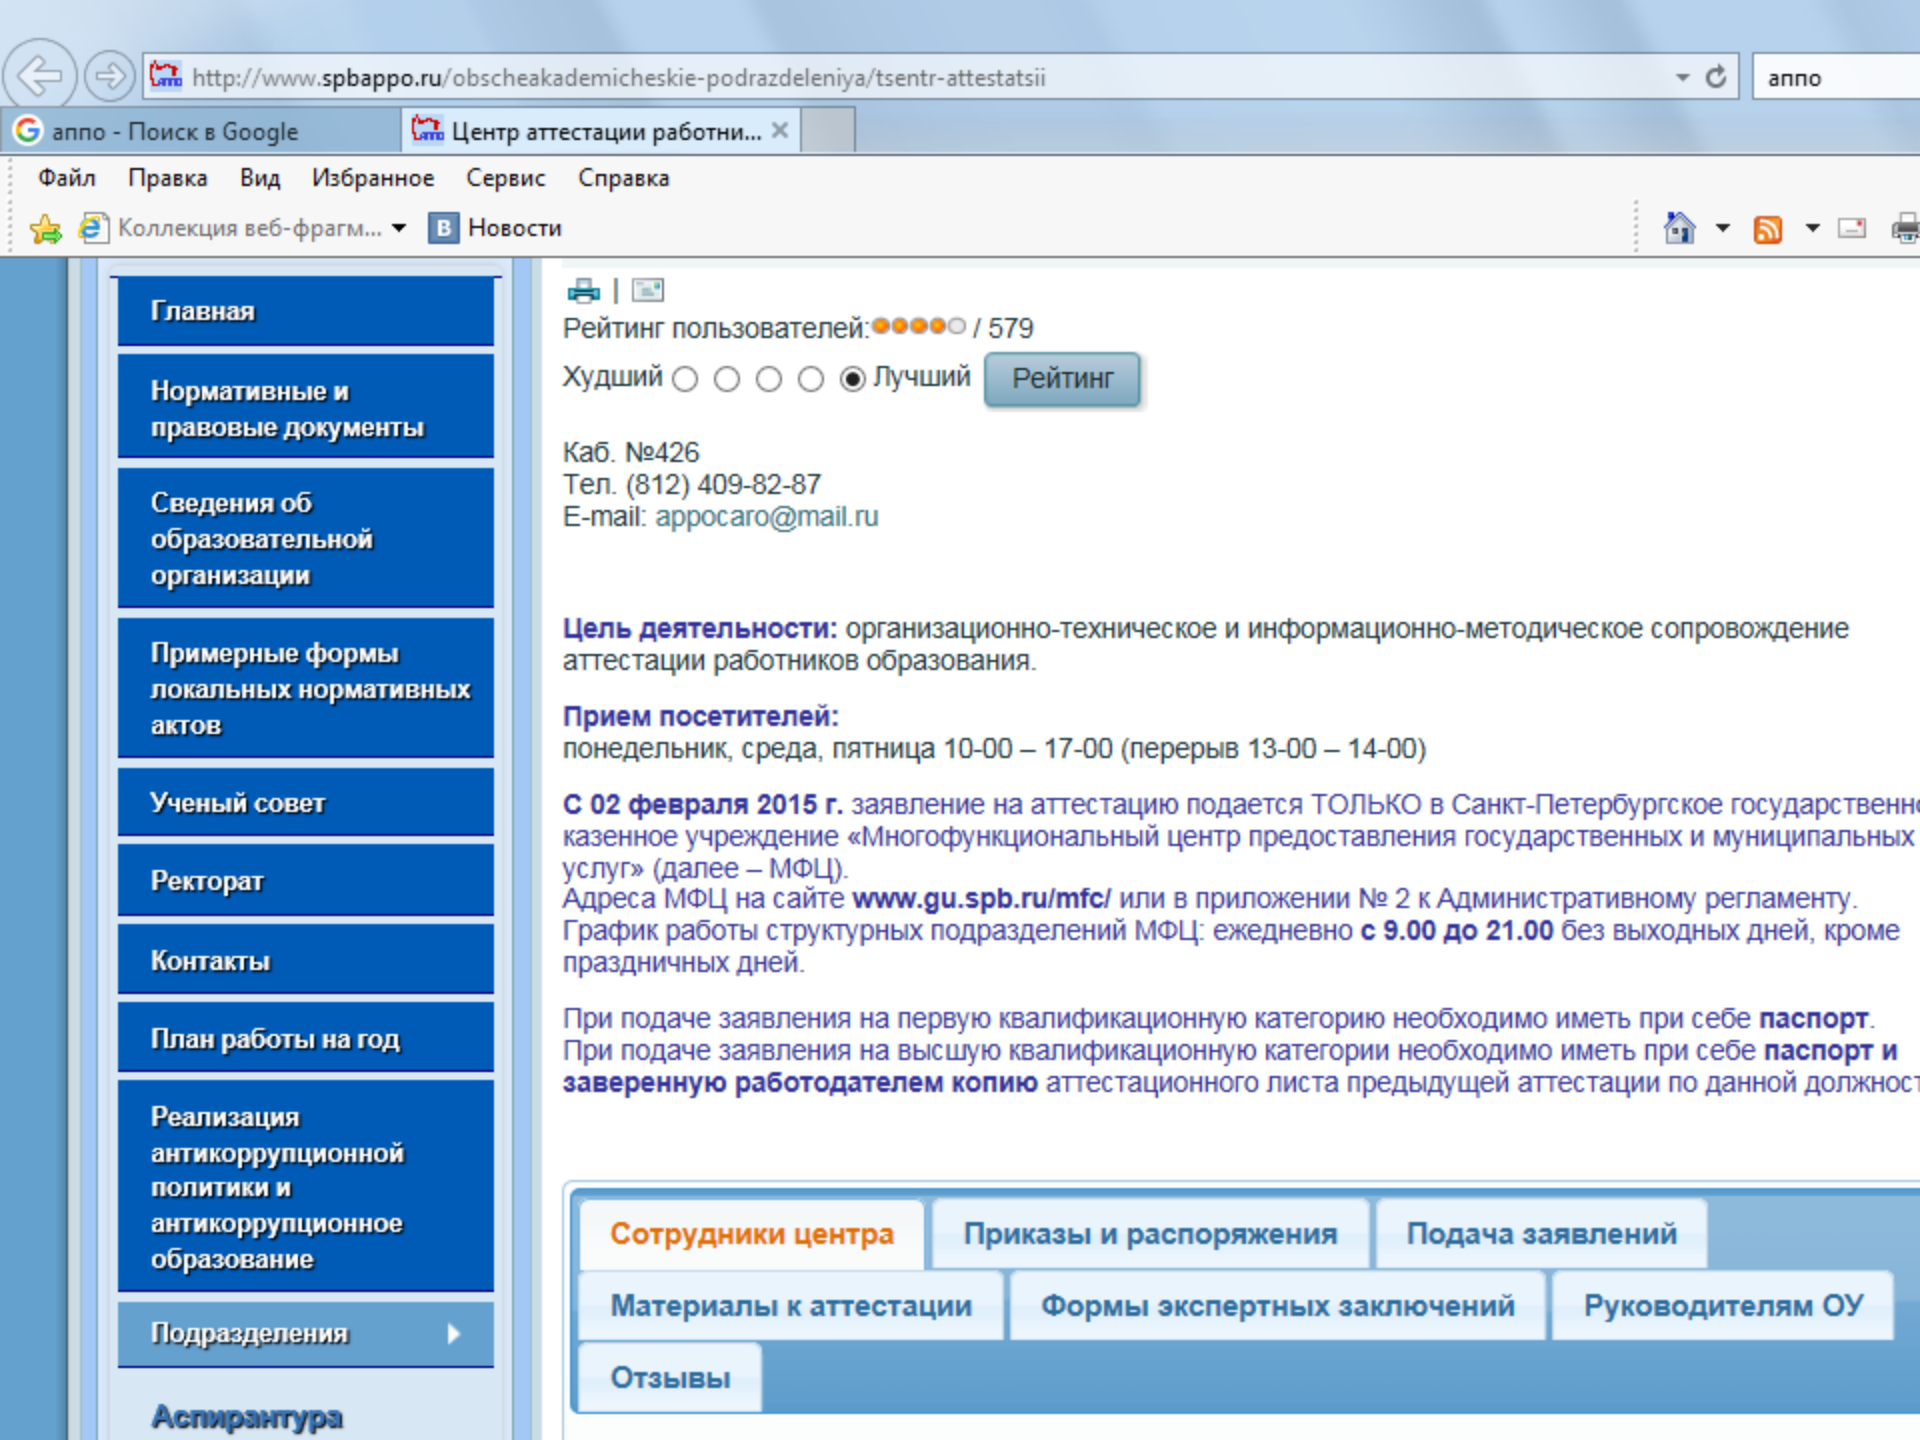 http://www.spbappo.ru/obscheakademicheskie-podrazdeleniya/tsentr-attestatsii
аппо
аппо - Поиск в Google
Центр аттестации работни...
Файл Правка Вид Избранное Сервис Справка
Коллекция веб-фрагм... В Новости
Главная
Нормативные и
правовые документы
Сведения об
образовательной
организации
Примерные формы
локальных нормативных
актов
Ученый совет
Ректорат
Контакты
План работы на год
Реализация
антикоррупционной
политики и
антикоррупционное
образование
Подразделения
Аспирантура
|
Рейтинг пользователей: / 579
Худший Лучший Рейтинг
Каб. №426
Тел. (812) 409-82-87
E-mail: appocaro@mail.ru
Цель деятельности: организационно-техническое и информационно-методическое сопровождение
аттестации работников образования.
Прием посетителей:
понедельник, среда, пятница 10-00 – 17-00 (перерыв 13-00 – 14-00)
С 02 февраля 2015 г. заявление на аттестацию подается ТОЛЬКО в Санкт-Петербургское государственно
казенное учреждение «Многофункциональный центр предоставления государственных и муниципальных
услуг» (далее – МФЦ).
Адреса МФЦ на сайте www.gu.spb.ru/mfc/ или в приложении № 2 к Административному регламенту.
График работы структурных подразделений МФЦ: ежедневно с 9.00 до 21.00 без выходных дней, кроме
праздничных дней.
При подаче заявления на первую квалификационную категорию необходимо иметь при себе паспорт.
При подаче заявления на высшую квалификационную категории необходимо иметь при себе паспорт и
заверенную работодателем копию аттестационного листа предыдущей аттестации по данной должност
Сотрудники центра Приказы и распоряжения Подача заявлений
Материалы к аттестации Формы экспертных заключений Руководителям ОУ
Отзывы